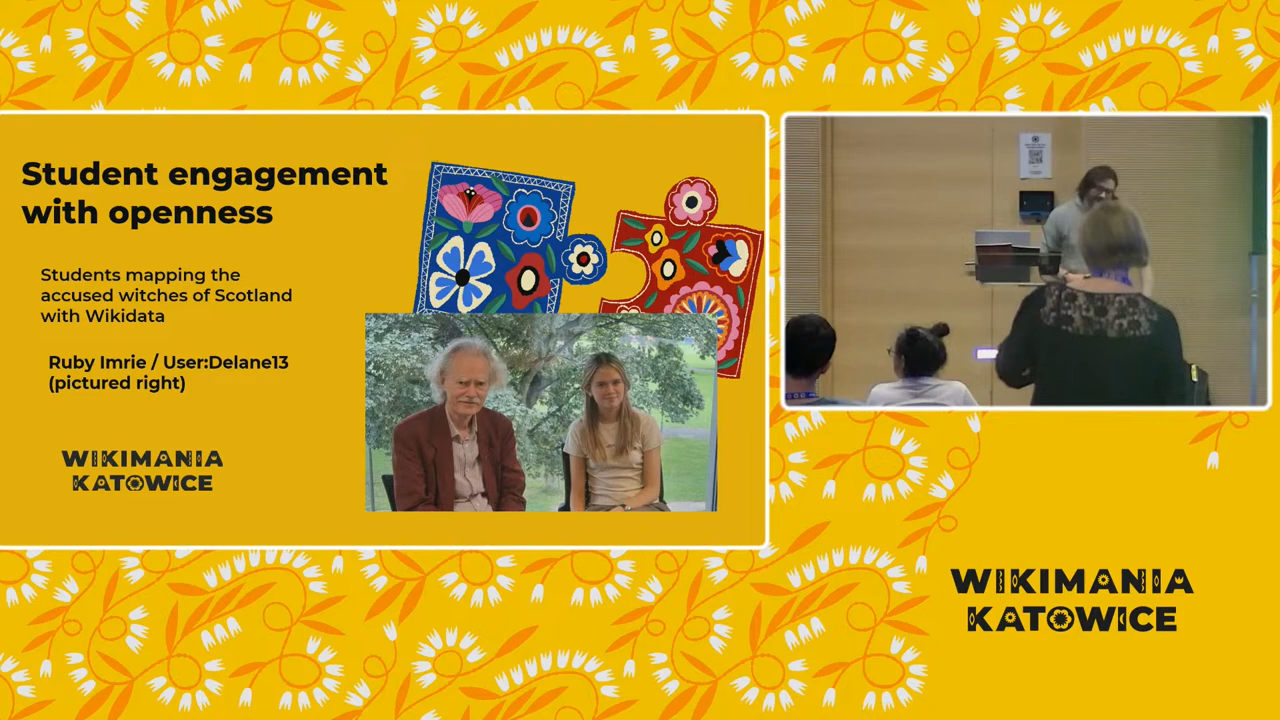 Student engagement
with openness
Students mapping the
accused witches of Scotland
with Wikidata
Ruby Imrie / User:Delane13
(pictured right)
WIKIMANIA
KATOWICE
WIKIMANIA
KATOWICE